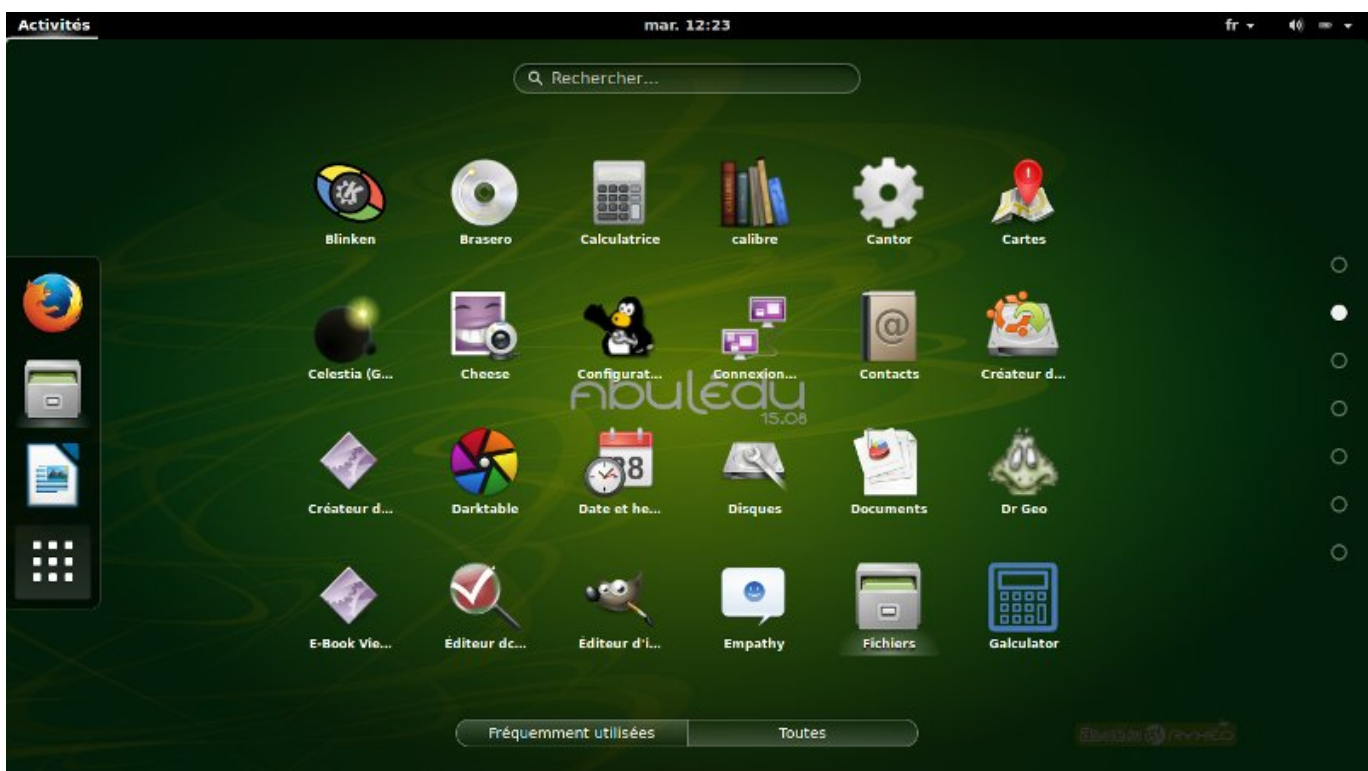 Activités
mar. 12:23
fr
Rechercher...
Blinken
Brasero
Calculatrice
calibre
Cantor
Cartes
Celestia (G...
Cheese
Configurat...
Connexion...
Contacts
Créateur d...
abulÉdu
15.08
Créateur d...
Darktable
Date et he...
Disques
Documents
Dr Geo
E-Book Vie...
Éditeur dc...
Éditeur d'i...
Empathy
Fichiers
Galculator
Fréquemment utilisées
Toutes